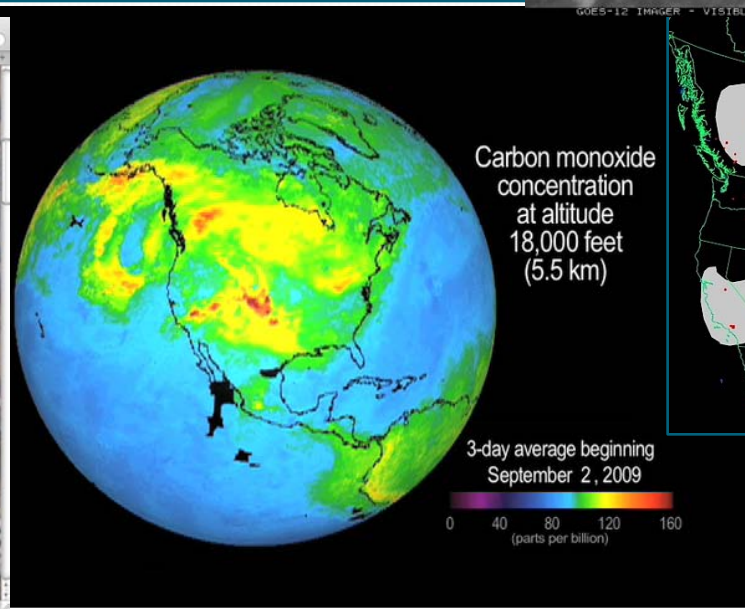 GOES-12 IMAGER - VISIBL
Carbon monoxide
concentration
at altitude
18,000 feet
(5.5 km)
3-day average beginning
September 2, 2009
0 40 80 120 160
(parts per billion)